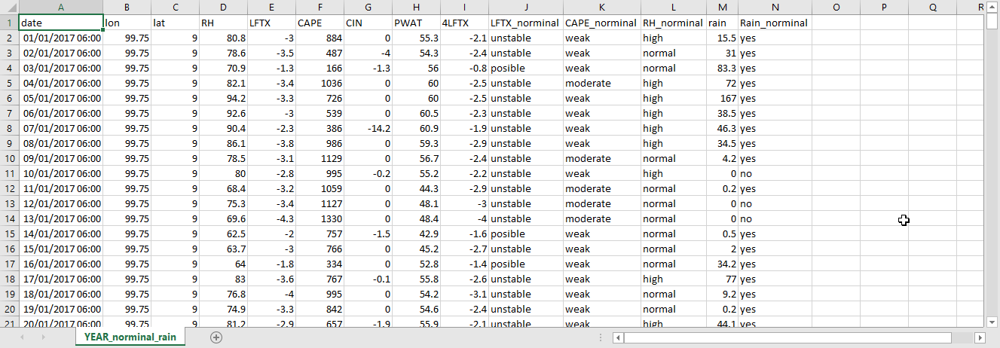 A B C D E F G H I J K L M N O P Q R
1 date lon lat RH LFTX CAPE CIN PWAT 4LFTX LFTX_norminal CAPE_norminal RH_norminal rain Rain_norminal
2 01/01/2017 06:00 99.75 9 80.8 -3 884 0 55.3 -2.1 unstable weak high 15.5 yes
3 02/01/2017 06:00 99.75 9 78.6 -3.5 487 -4 54.3 -2.4 unstable weak normal 31 yes
4 03/01/2017 06:00 99.75 9 70.9 -1.3 166 -1.3 56 -0.8 posible weak normal 83.3 yes
5 04/01/2017 06:00 99.75 9 82.1 -3.4 1036 0 60 -2.5 unstable moderate high 72 yes
6 05/01/2017 06:00 99.75 9 94.2 -3.3 726 0 60 -2.5 unstable weak high 167 yes
7 06/01/2017 06:00 99.75 9 92.6 -3 539 0 60.5 -2.3 unstable weak high 38.5 yes
8 07/01/2017 06:00 99.75 9 90.4 -2.3 386 -14.2 60.9 -1.9 unstable weak high 46.3 yes
9 08/01/2017 06:00 99.75 9 86.1 -3.8 986 0 59.3 -2.9 unstable weak high 34.5 yes
10 09/01/2017 06:00 99.75 9 78.5 -3.1 1129 0 56.7 -2.4 unstable moderate normal 4.2 yes
11 10/01/2017 06:00 99.75 9 80 -2.8 995 -0.2 55.2 -2.2 unstable weak high 0 no
12 11/01/2017 06:00 99.75 9 68.4 -3.2 1059 0 44.3 -2.9 unstable moderate normal 0.2 yes
13 12/01/2017 06:00 99.75 9 75.3 -3.4 1127 0 48.1 -3 unstable moderate normal 0 no
14 13/01/2017 06:00 99.75 9 69.6 -4.3 1330 0 48.4 -4 unstable moderate normal 0 no
15 14/01/2017 06:00 99.75 9 62.5 -2 757 -1.5 42.9 -1.6 posible weak normal 0.5 yes
16 15/01/2017 06:00 99.75 9 63.7 -3 766 0 45.2 -2.7 unstable weak normal 2 yes
17 16/01/2017 06:00 99.75 9 64 -1.8 334 0 52.8 -1.4 posible weak normal 34.2 yes
18 17/01/2017 06:00 99.75 9 83 -3.6 767 -0.1 55.8 -2.6 unstable weak high 77 yes
19 18/01/2017 06:00 99.75 9 76.8 -4 995 0 54.2 -3.1 unstable weak normal 9.2 yes
20 19/01/2017 06:00 99.75 9 74.9 -3.3 842 0 54.6 -2.4 unstable weak normal 0.2 yes
21 20/01/2017 06:00 99.75 9 81.2 -2.9 657 -1.9 55.9 -2.1 unstable weak high 44.1 yes
YEAR_norminal_rain